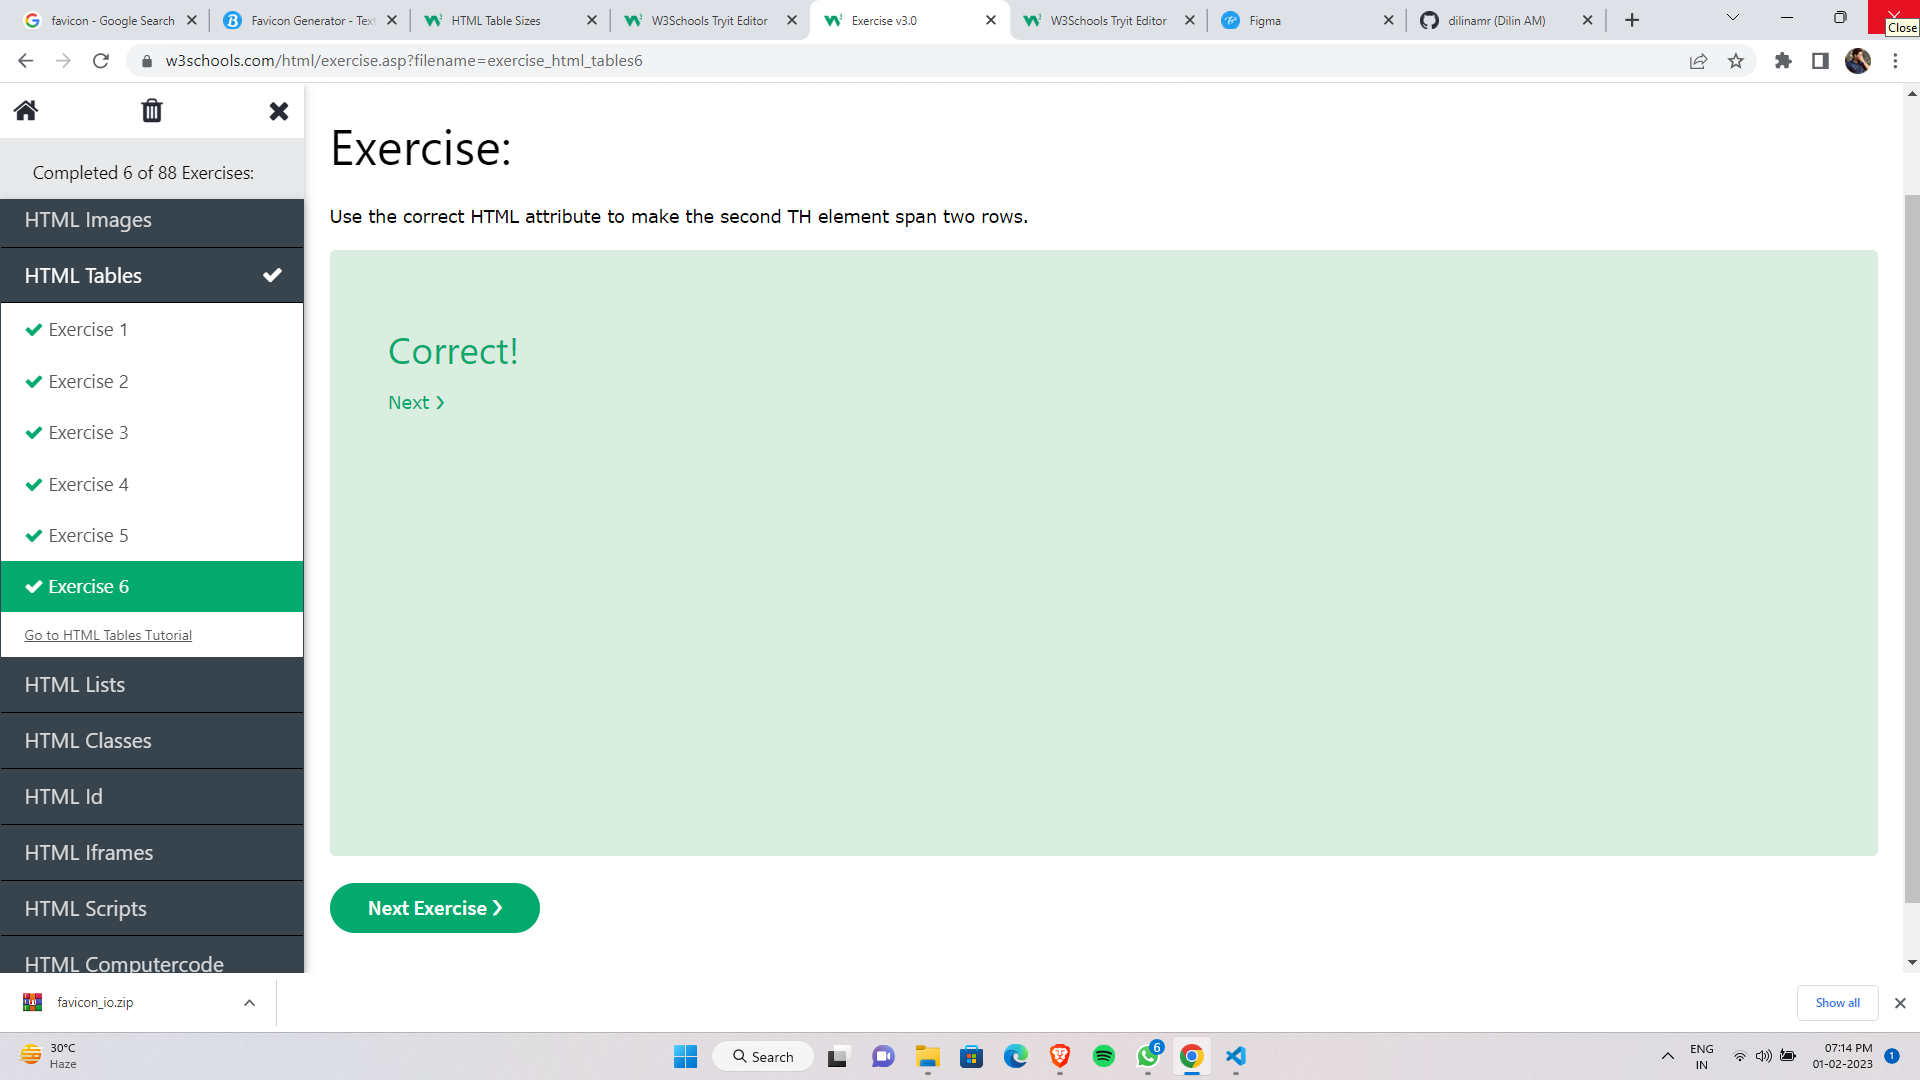 favicon - Google Search
Favicon Generator - Text
HTML Table Sizes
W3Schools Tryit Editor
Exercise v3.0
W3Schools Tryit Editor
Figma
dilinamr (Dilin AM)
Close
w3schools.com/html/exercise.asp?filename=exercise_html_tables6
Completed 6 of 88 Exercises:
HTML Images
HTML Tables
Exercise 1
Exercise 2
Exercise 3
Exercise 4
Exercise 5
Exercise 6
Go to HTML Tables Tutorial
HTML Lists
HTML Classes
HTML Id
HTML Iframes
HTML Scripts
HTML Computercode
Exercise:
Use the correct HTML attribute to make the second TH element span two rows.
Correct!
Next ❯
Next Exercise ❯
favicon_io.zip
Show all
30°C
Haze
Search
6
ENG
IN
07:14 PM
01-02-2023
1